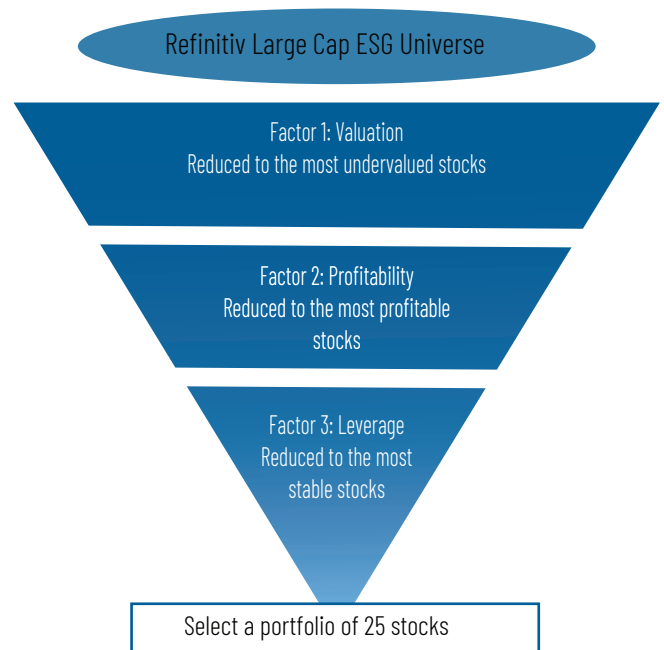 Refinitiv Large Cap ESG Universe
Factor 1: Valuation
Reduced to the most undervalued stocks
Factor 2: Profitability
Reduced to the most profitable
stocks
Factor 3: Leverage
Reduced to the most
stable stocks
Select a portfolio of 25 stocks